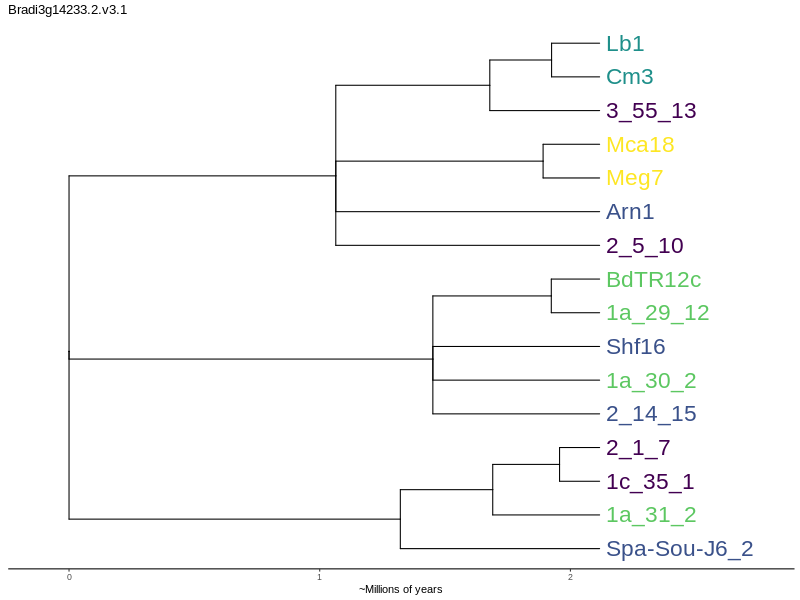 Bradi3g14233.2.v3.1
Lb1
Cm3
3_55_13
Mca18
Meg7
Arn1
2_5_10
BdTR12c
1a_29_12
Shf16
1a_30_2
2_14_15
2_1_7
1c_35_1
1a_31_2
Spa-Sou-J6_2
0 1 2
~Millions of years